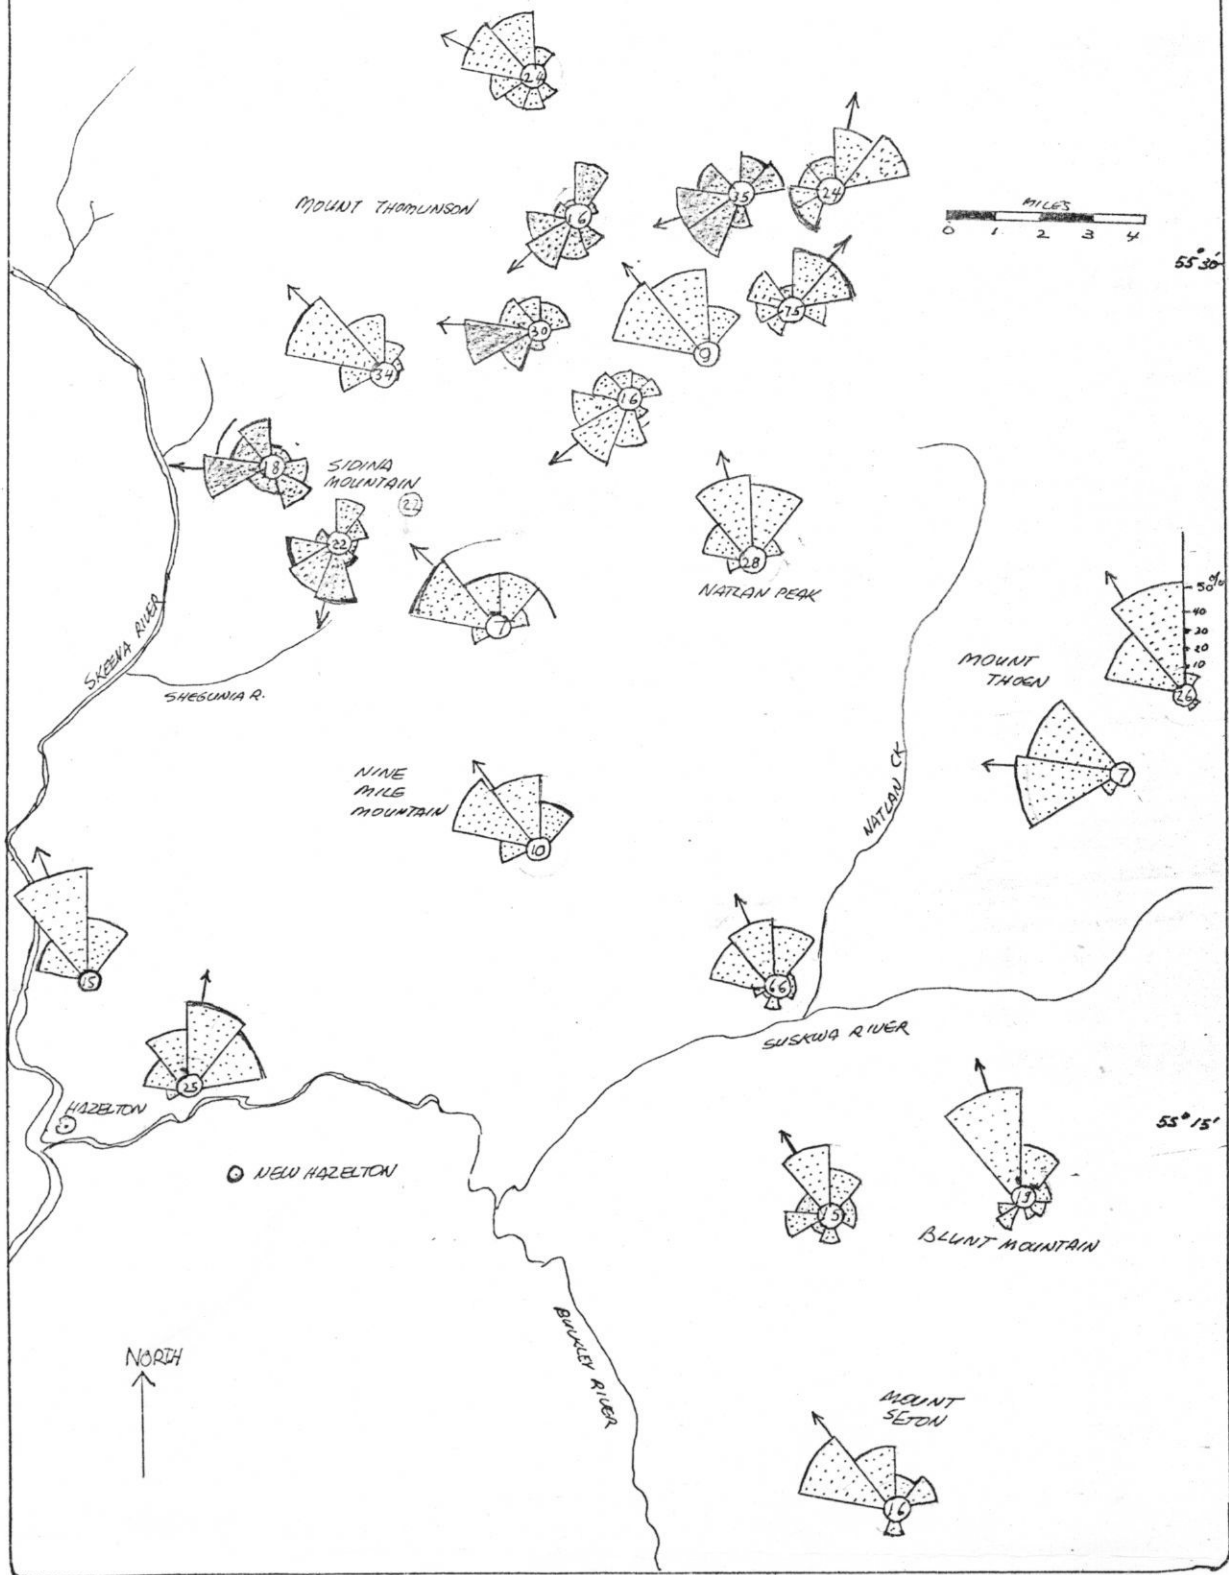 24
MOUNT THOMLINSON
16
35
24
MILES
0 1 2 3 4
55° 30'
34
30
9
75
16
18
SIDINA
MOUNTAIN
22
22
28
NATLAN PEAK
7
SKEENA RIVER
SHEGUNIA R.
50%
40
30
20
10
26
MOUNT
THOEN
7
NINE
MILE
MOUNTAIN
10
NATLAN CK
15
66
SUSKWA RIVER
25
HAZELTON
NEW HAZELTON
55° 15'
15
19
BLUNT MOUNTAIN
BULKLEY RIVER
NORTH
MOUNT
SETON
16